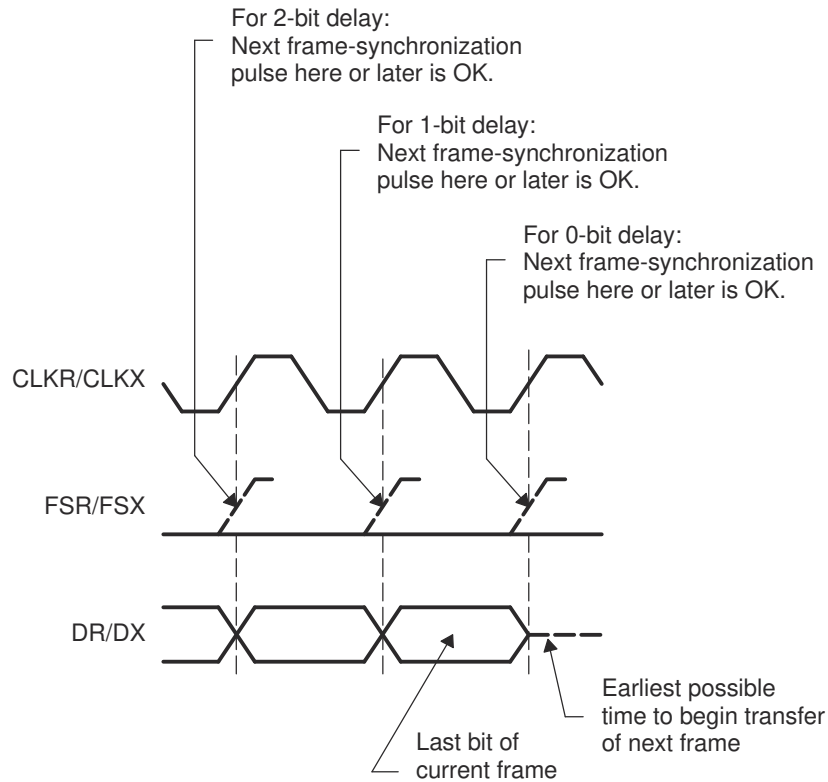 For 2-bit delay:
Next frame-synchronization
pulse here or later is OK.
For 1-bit delay:
Next frame-synchronization
pulse here or later is OK.
For 0-bit delay:
Next frame-synchronization
pulse here or later is OK.
CLKR/CLKX
FSR/FSX
DR/DX
Earliest possible
time to begin transfer
of next frame
Last bit of
current frame